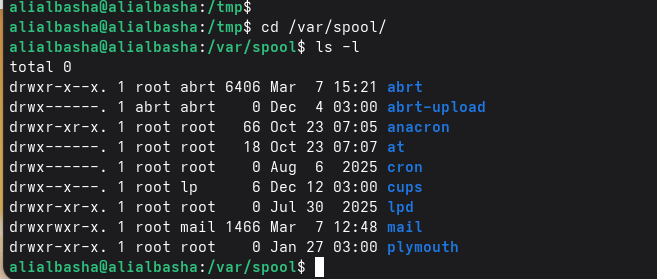 alialbasha@alialbasha:/tmp$
alialbasha@alialbasha:/tmp$ cd /var/spool/
alialbasha@alialbasha:/var/spool$ ls -l
total 0
drwxr-x--x. 1 root abrt 6406 Mar  7 15:21 abrt
drwx------. 1 abrt abrt    0 Dec  4 03:00 abrt-upload
drwxr-xr-x. 1 root root   66 Oct 23 07:05 anacron
drwx------. 1 root root   18 Oct 23 07:07 at
drwx------. 1 root root    0 Aug  6  2025 cron
drwx--x---. 1 root lp      6 Dec 12 03:00 cups
drwxr-xr-x. 1 root root    0 Jul 30  2025 lpd
drwxrwxr-x. 1 root mail 1466 Mar  7 12:48 mail
drwxr-xr-x. 1 root root    0 Jan 27 03:00 plymouth
alialbasha@alialbasha:/var/spool$